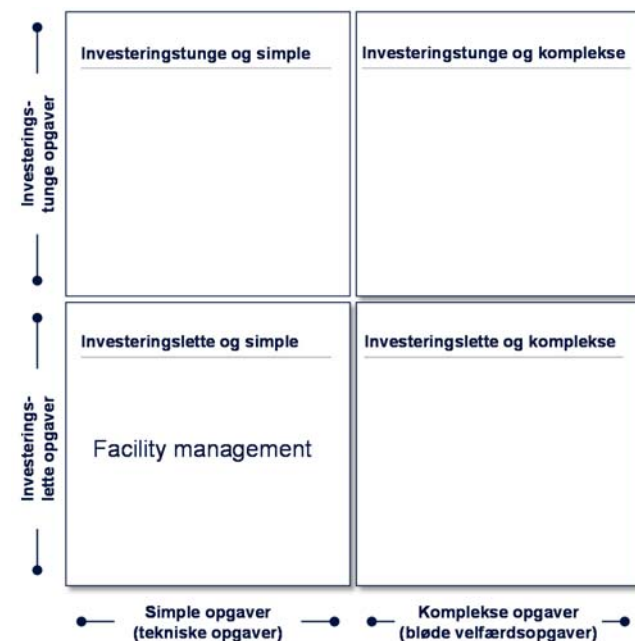 Investerings-
tunge opgaver
Investeringstunge og simple
Investeringstunge og komplekse
Investerings-
lette opgaver
Investeringslette og simple
Investeringslette og komplekse
Facility management
Simple opgaver
(tekniske opgaver)
Komplekse opgaver
(bløde velfærdsopgaver)